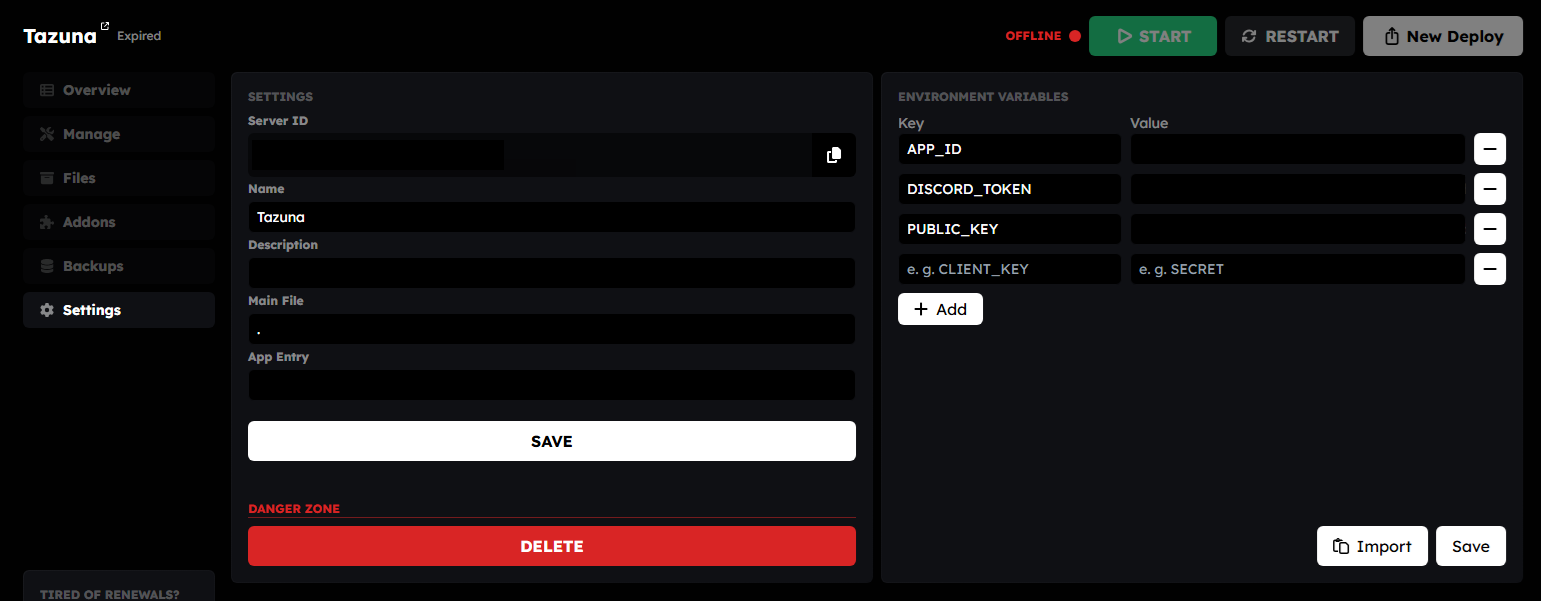 Tazuna Expired
OFFLINE START RESTART New Deploy
Overview
Manage
Files
Addons
Backups
Settings
TIRED OF RENEWALS?
SETTINGS
Server ID
Name
Tazuna
Description
Main File
.
App Entry
SAVE
DANGER ZONE
DELETE
ENVIRONMENT VARIABLES
Key Value
APP_ID
DISCORD_TOKEN
PUBLIC_KEY
e. g. CLIENT_KEY e. g. SECRET
+ Add
Import Save